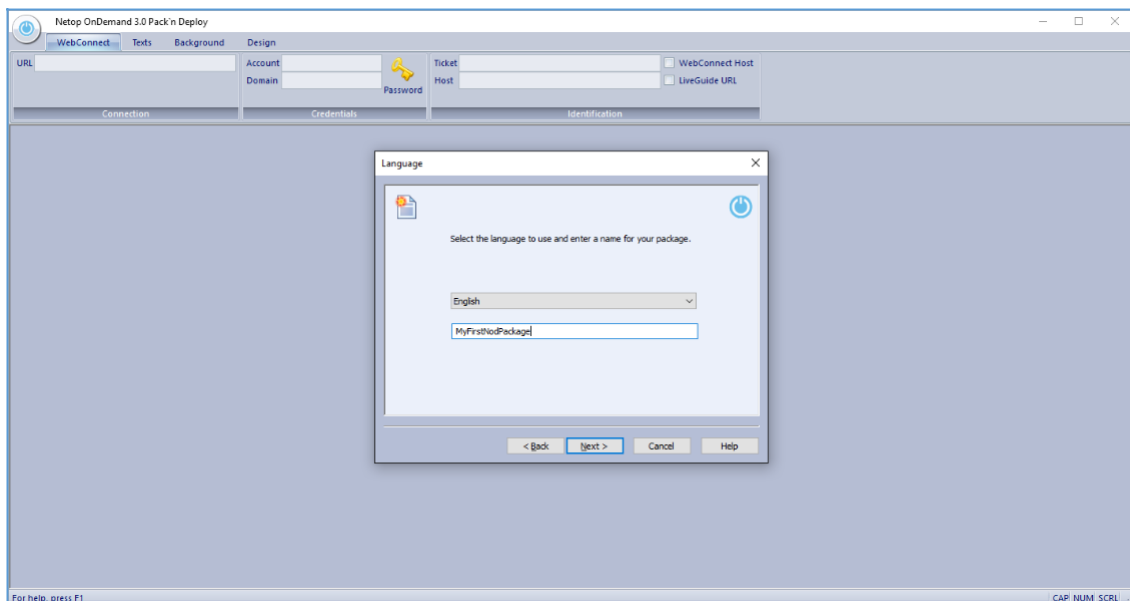 Netop OnDemand 3.0 Pack'n Deploy
WebConnect Texts Background Design
URL Account Ticket WebConnect Host
Domain Password Host LiveGuide URL
Connection Credentials Identification
Language
Select the language to use and enter a name for your package.
English
MyFirstNodPackage
< Back Next > Cancel Help
For help, press F1 CAP NUM SCRL